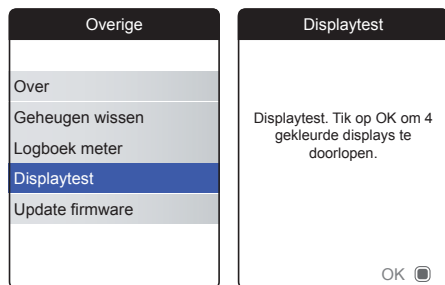 Overige
Over
Geheugen wissen
Logboek meter
Displaytest
Update firmware
Displaytest
Displaytest. Tik op OK om 4
gekleurde displays te
doorlopen.
OK